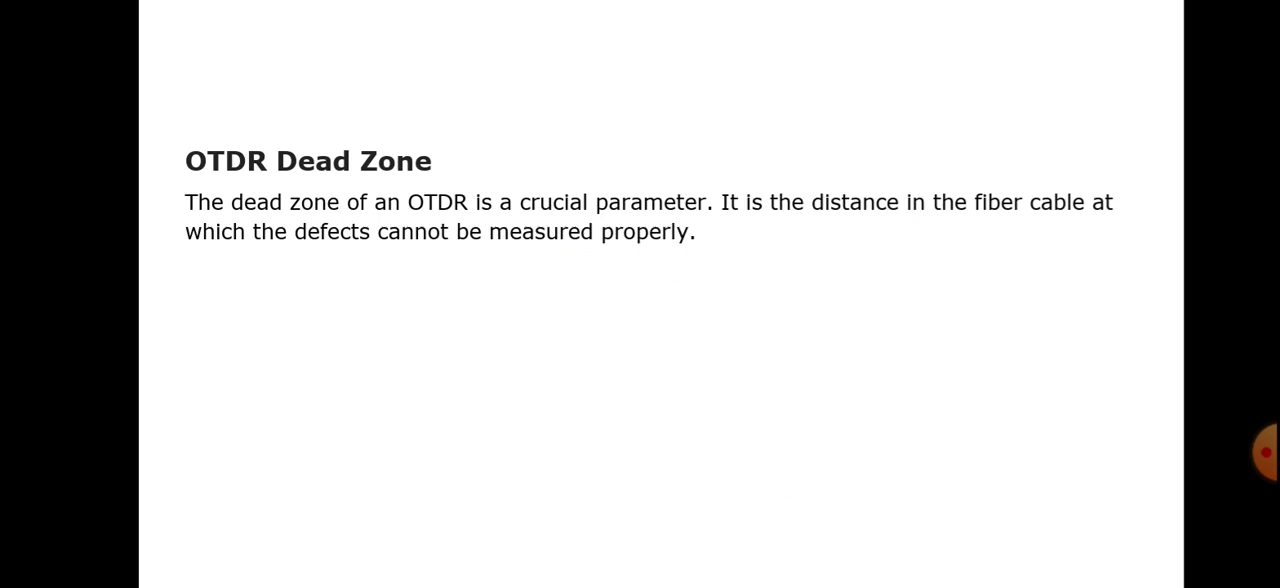 OTDR Dead Zone
The dead zone of an OTDR is a crucial parameter. It is the distance in the fiber cable at
which the defects cannot be measured properly.